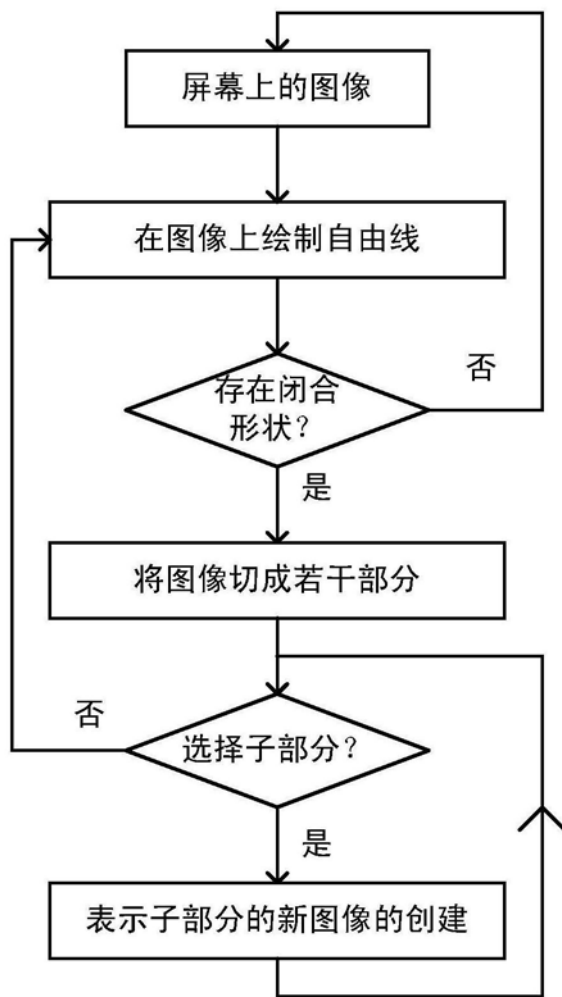 屏幕上的图像
在图像上绘制自由线
存在闭合
形状？
否
是
将图像切成若干部分
否
选择子部分？
是
表示子部分的新图像的创建